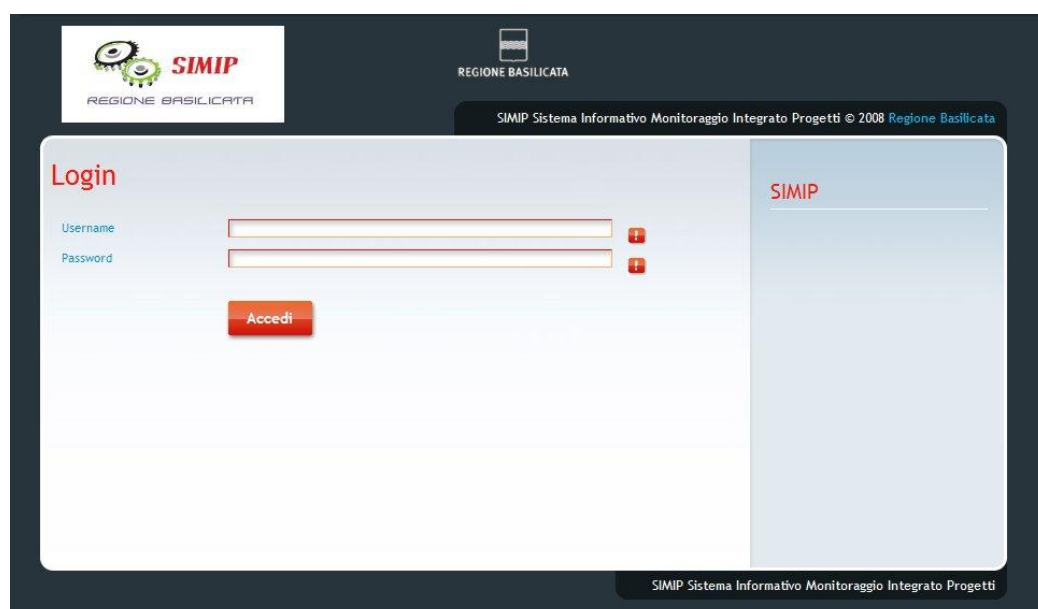 SIMIP
REGIONE BASILICATA
REGIONE BASILICATA
SIMIP Sistema Informativo Monitoraggio Integrato Progetti © 2008 Regione Basilicata
Login
SIMIP
Username
!
Password
!
Accedi
SIMIP Sistema Informativo Monitoraggio Integrato Progetti